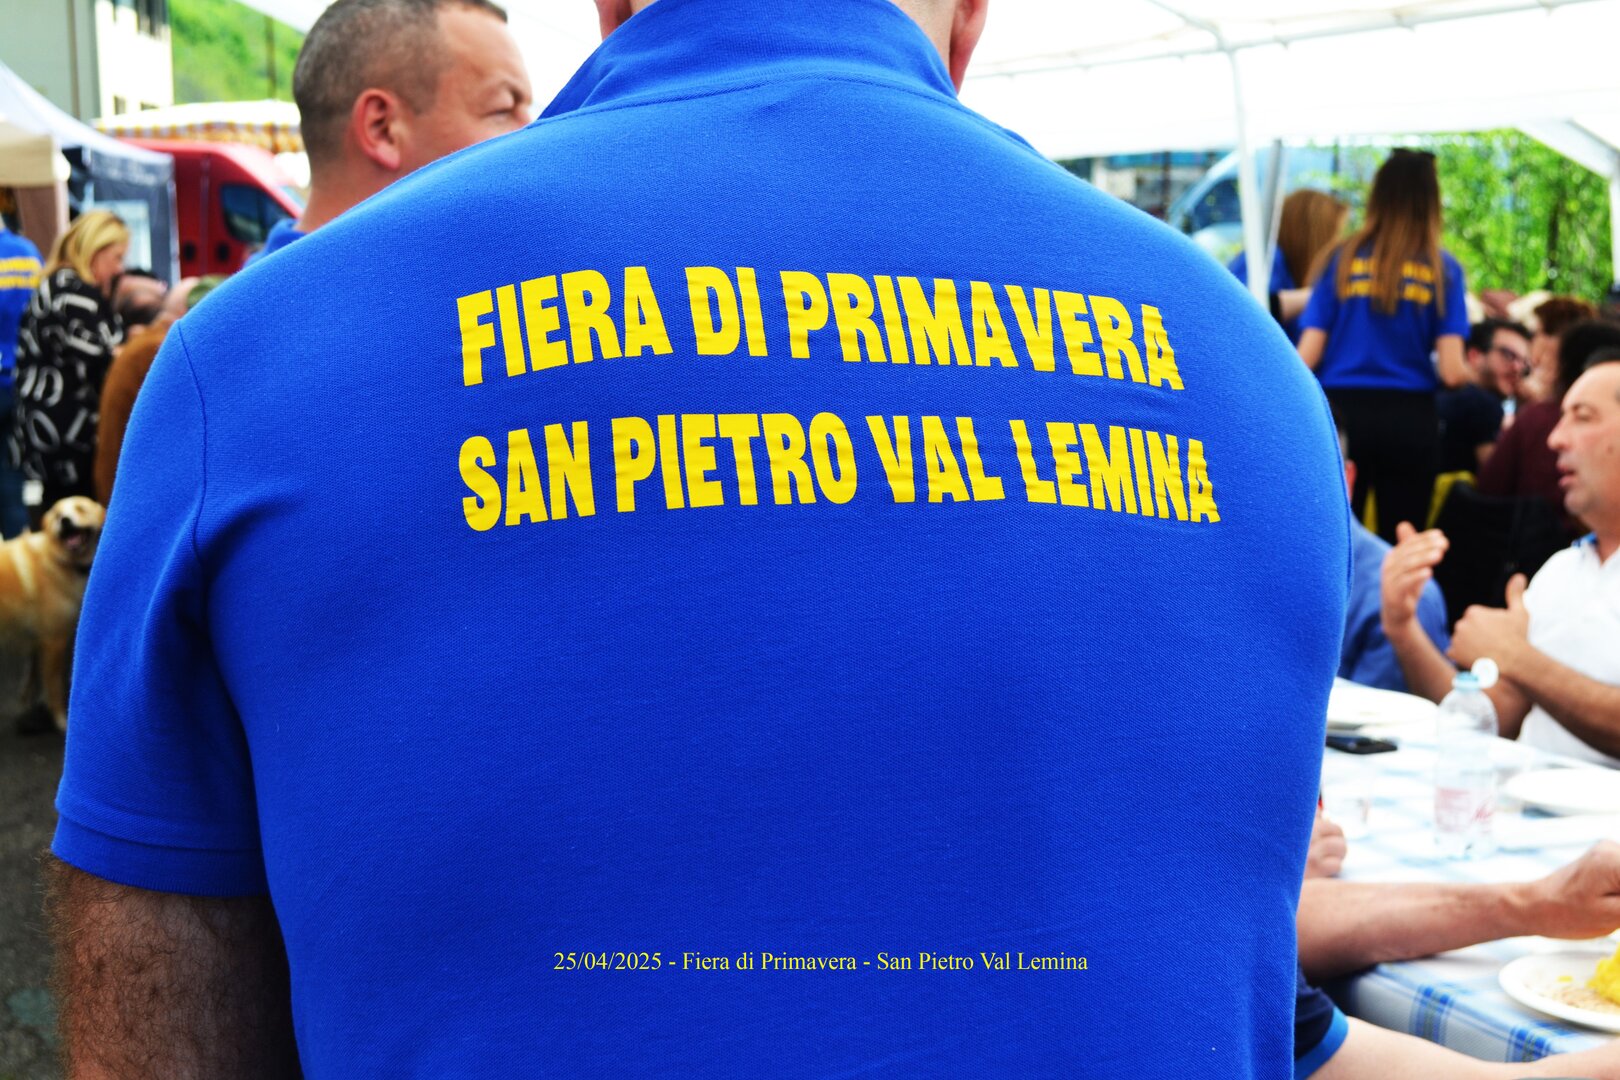 FIERA DI PRIMAVERA
SAN PIETRO VAL LEMINA
25/04/2025 - Fiera di Primavera - San Pietro Val Lemina